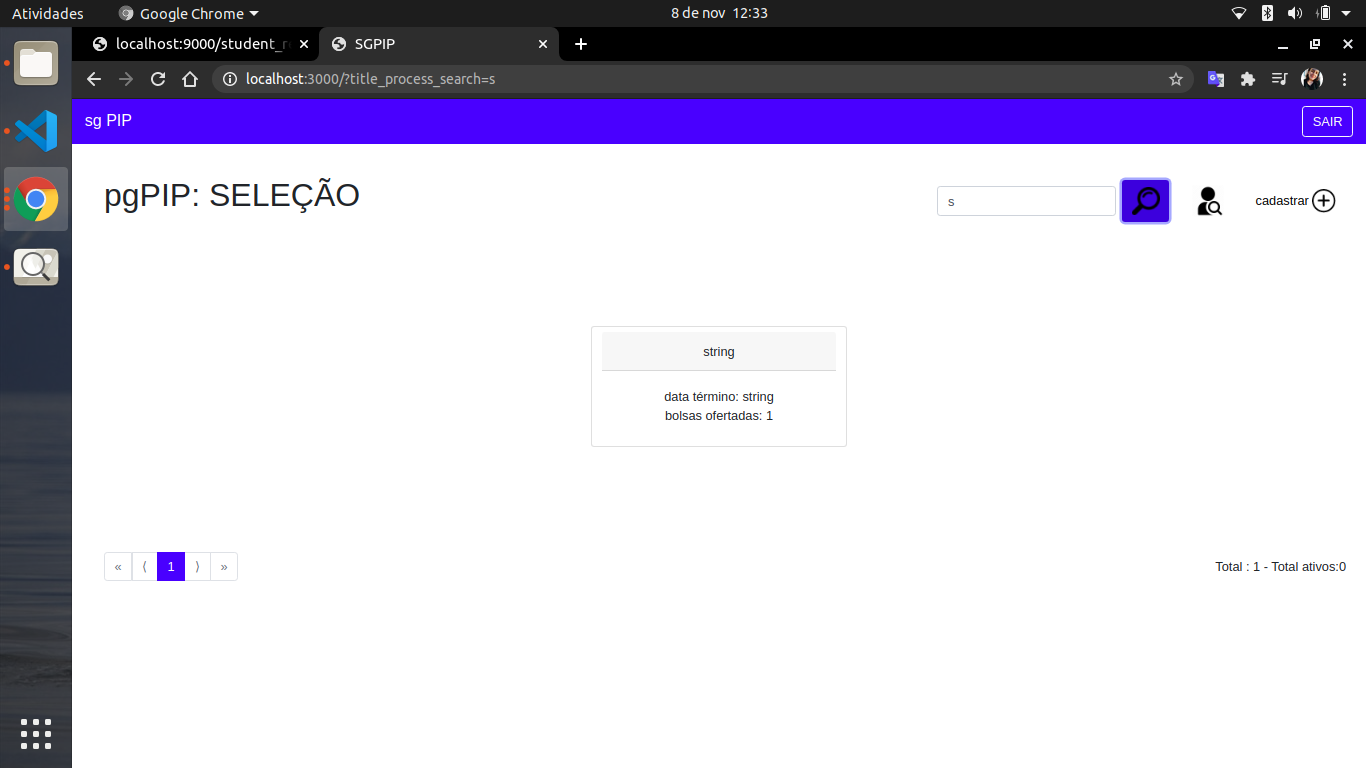 Atividades
Google Chrome
8 de nov 12:33
localhost:9000/student_r
SGPIP
localhost:3000/?title_process_search=s
sg PIP
SAIR
pgPIP: SELEÇÃO
s
cadastrar
string
data término: string
bolsas ofertadas: 1
« ⟨ 1 ⟩ »
Total : 1 - Total ativos:0